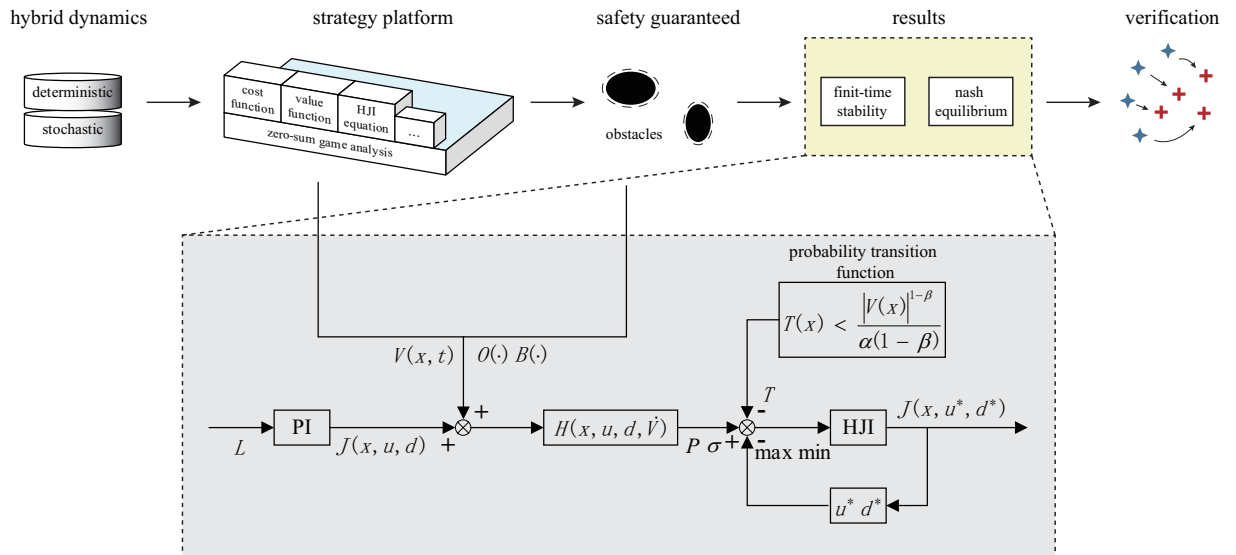 hybrid dynamics
strategy platform
safety guaranteed
results
verification
deterministic
stochastic
cost
function
value
function
HJI
equation
...
zero-sum game analysis
obstacles
finit-time
stability
nash
equilibrium
probability transition
function
T(x) < |V(x)|^{1-β} / α(1 - β)
V(x, t)
O(·) B(·)
T
-
+
L
PI
J(x, u, d)
+
H(x, u, d, V̇)
P σ
+
-
max min
HJI
J(x, u*, d*)
u* d*